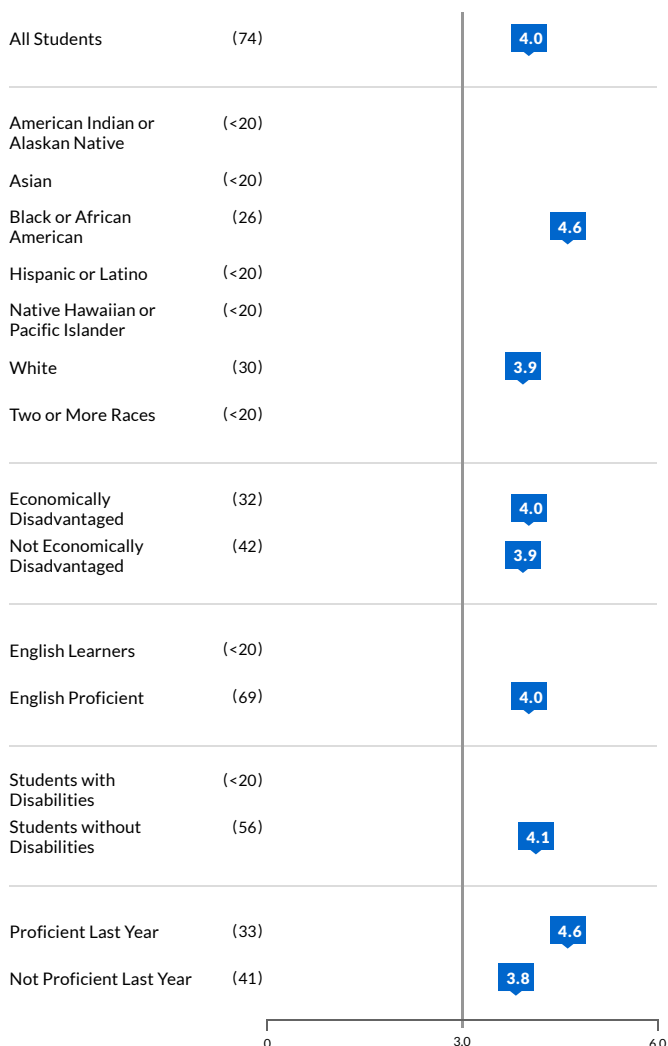 All Students (74) 4.0
American Indian or (<20)
Alaskan Native
Asian (<20)
Black or African (26) 4.6
American
Hispanic or Latino (<20)
Native Hawaiian or (<20)
Pacific Islander
White (30) 3.9
Two or More Races (<20)
Economically (32) 4.0
Disadvantaged
Not Economically (42) 3.9
Disadvantaged
English Learners (<20)
English Proficient (69) 4.0
Students with (<20)
Disabilities
Students without (56) 4.1
Disabilities
Proficient Last Year (33) 4.6
Not Proficient Last Year (41) 3.8
0 3.0 6.0